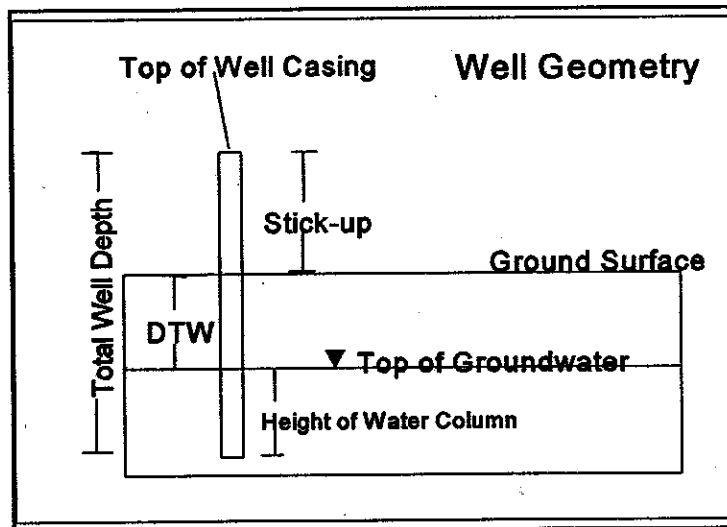 Well Geometry
Top of Well Casing
Total Well Depth
Stick-up
Ground Surface
DTW
Top of Groundwater
Height of Water Column